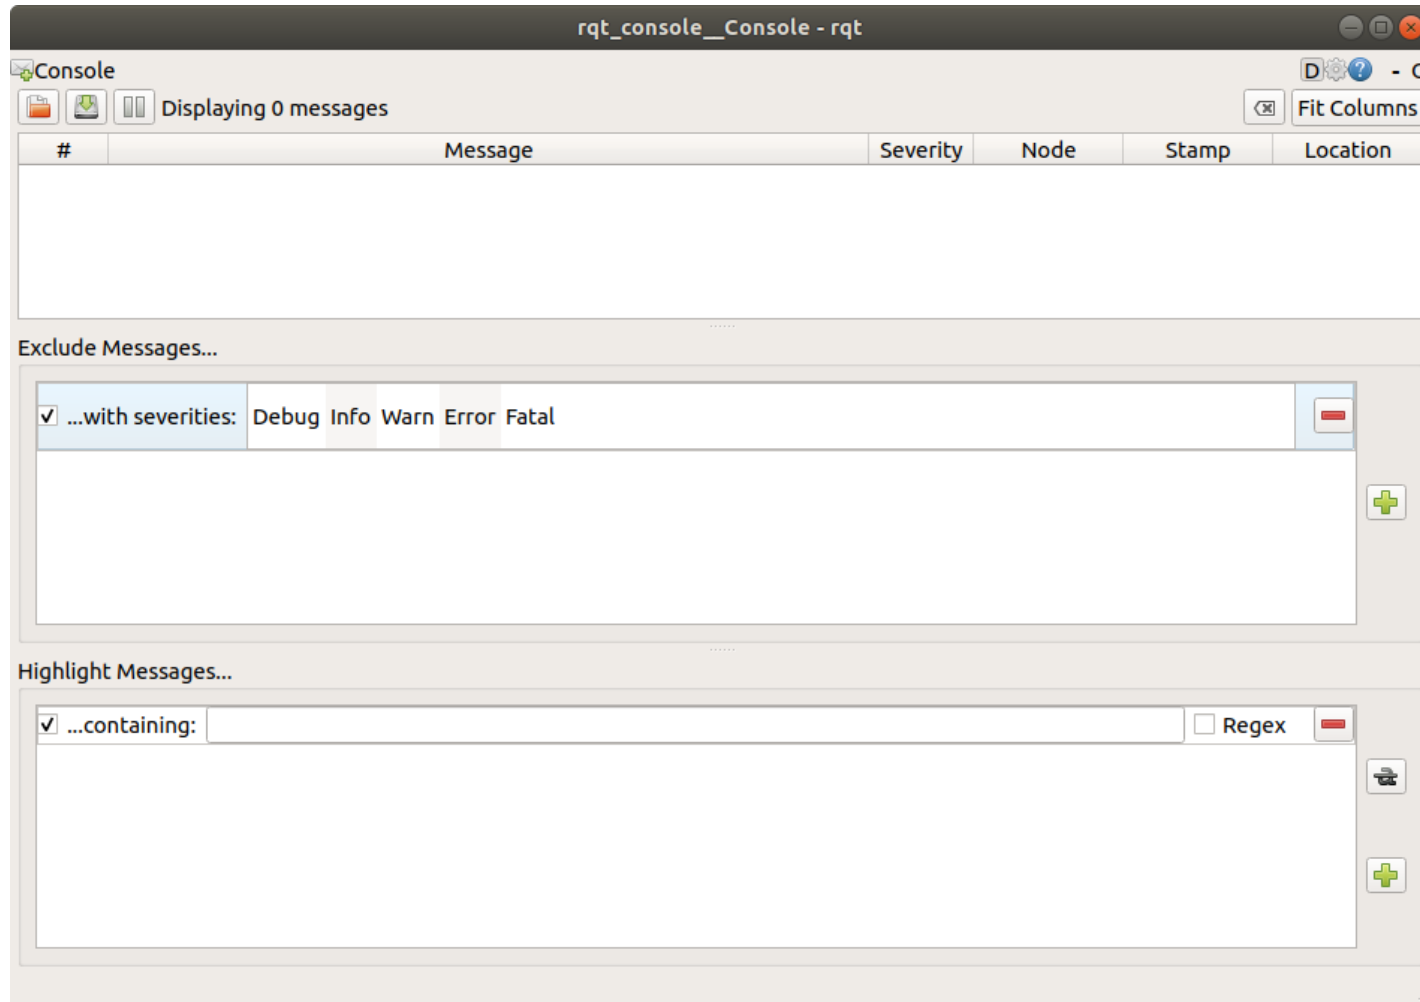 rqt_console__Console - rqt
Console D ? - C
Displaying 0 messages Fit Columns
# Message Severity Node Stamp Location
Exclude Messages...
...with severities: Debug Info Warn Error Fatal
Highlight Messages...
...containing: Regex